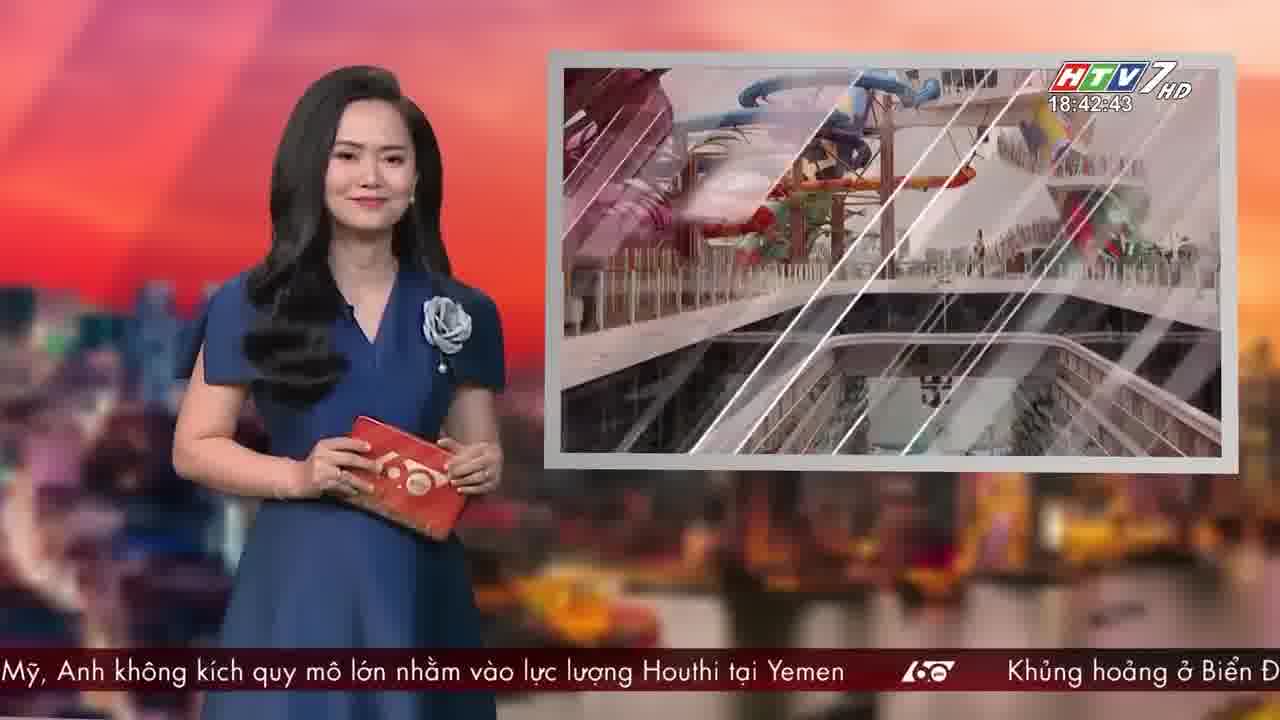 HTV7 HD
18:42:43
Mỹ, Anh không kích quy mô lớn nhằm vào lực lượng Houthi tại Yemen 60 Khủng hoảng ở Biển Đ